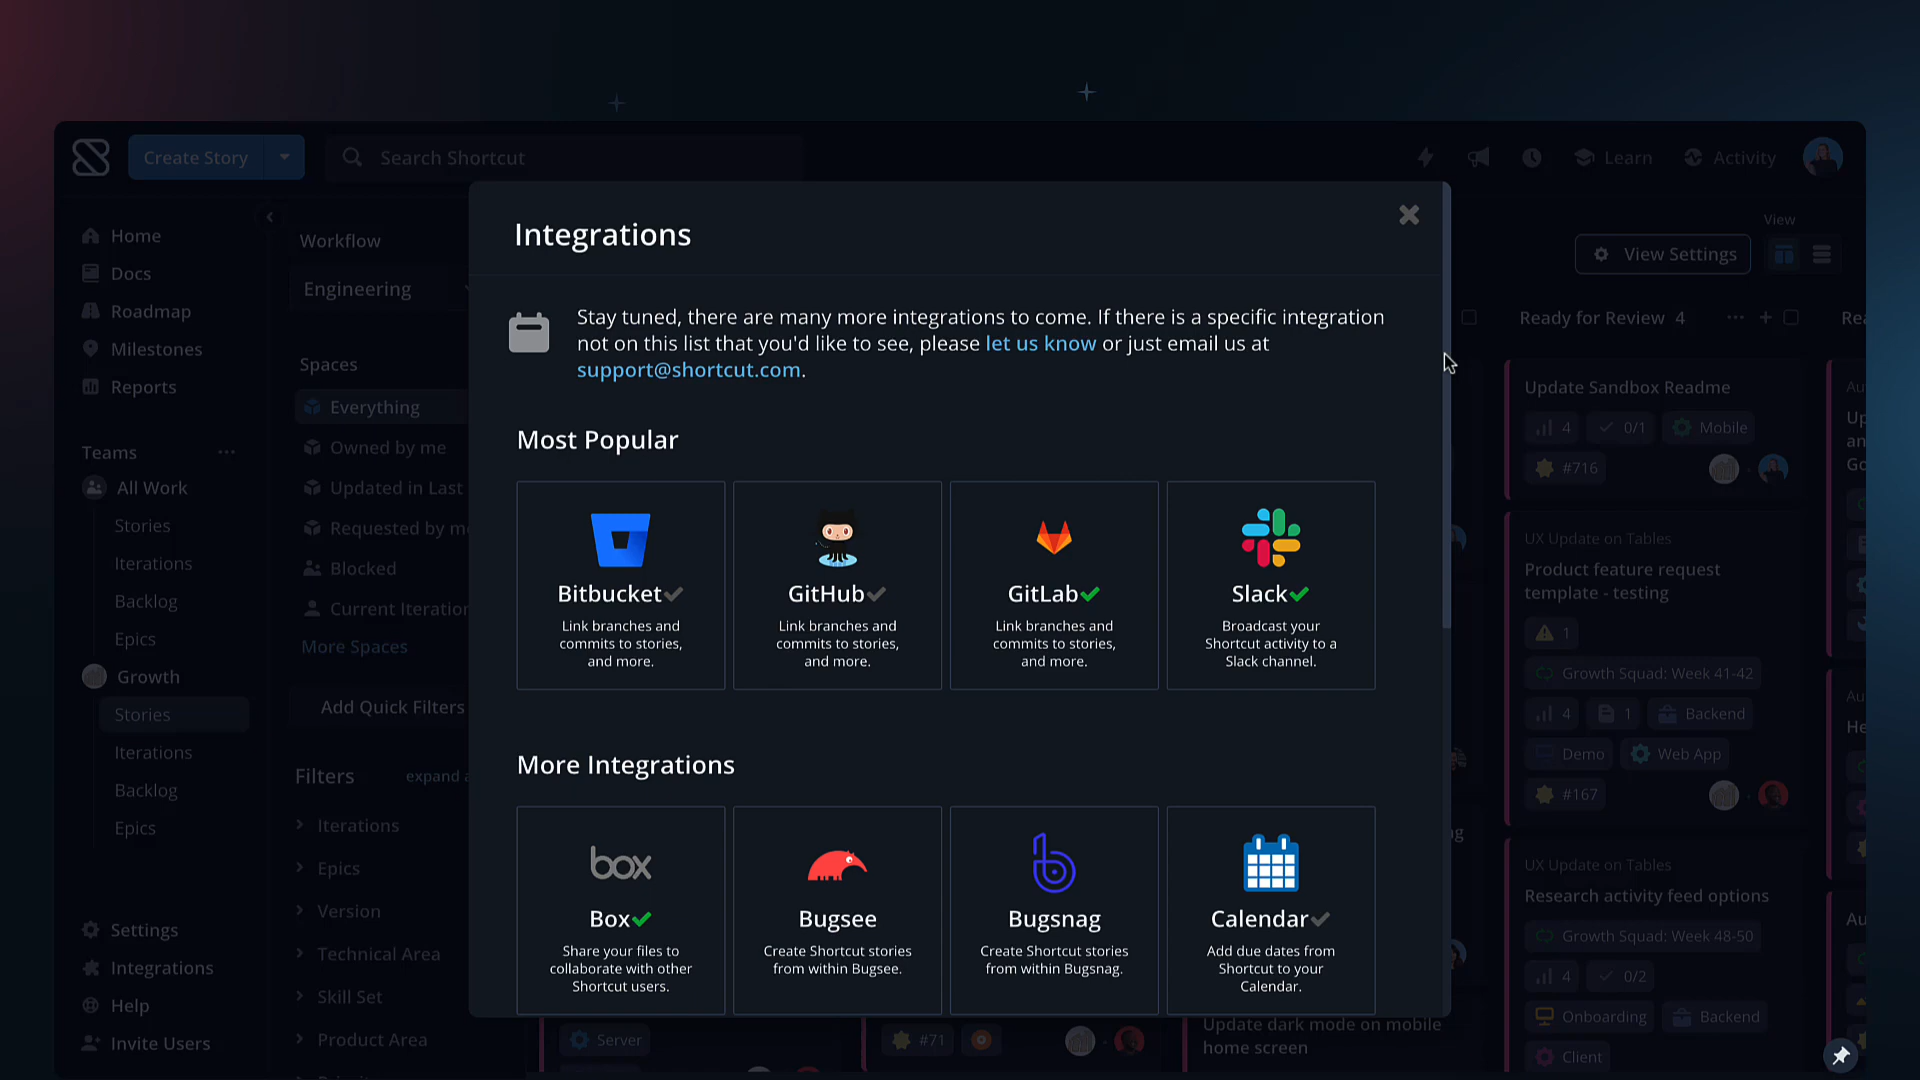 Create Story
Search Shortcut
Learn
Activity
Home
Docs
Roadmap
Milestones
Reports
Teams
All Work
Stories
Iterations
Backlog
Epics
Growth
Stories
Iterations
Backlog
Epics
Settings
Integrations
Help
Invite Users
Workflow
Engineering
Spaces
Everything
Owned by me
Updated in Last
Requested by me
Blocked
Current Iteration
More Spaces
Add Quick Filters
Filters
expand a
Iterations
Epics
Version
Technical Area
Skill Set
Product Area
Integrations
Stay tuned, there are many more integrations to come. If there is a specific integration
not on this list that you'd like to see, please let us know or just email us at
support@shortcut.com.
Most Popular
Bitbucket
Link branches and
commits to stories,
and more.
GitHub
Link branches and
commits to stories,
and more.
GitLab
Link branches and
commits to stories,
and more.
Slack
Broadcast your
Shortcut activity to a
Slack channel.
More Integrations
box
Box
Share your files to
collaborate with other
Shortcut users.
Bugsee
Create Shortcut stories
from within Bugsee.
Bugsnag
Create Shortcut stories
from within Bugsnag.
Calendar
Add due dates from
Shortcut to your
Calendar.
Server
#71
Update dark mode on mobile
home screen
View
View Settings
Ready for Review 4
Update Sandbox Readme
4
0/1
Mobile
#716
UX Update on Tables
Product feature request
template - testing
1
Growth Squad: Week 41-42
4
1
Backend
Demo
Web App
#167
UX Update on Tables
Research activity feed options
Growth Squad: Week 48-50
4
0/2
Onboarding
Backend
Client